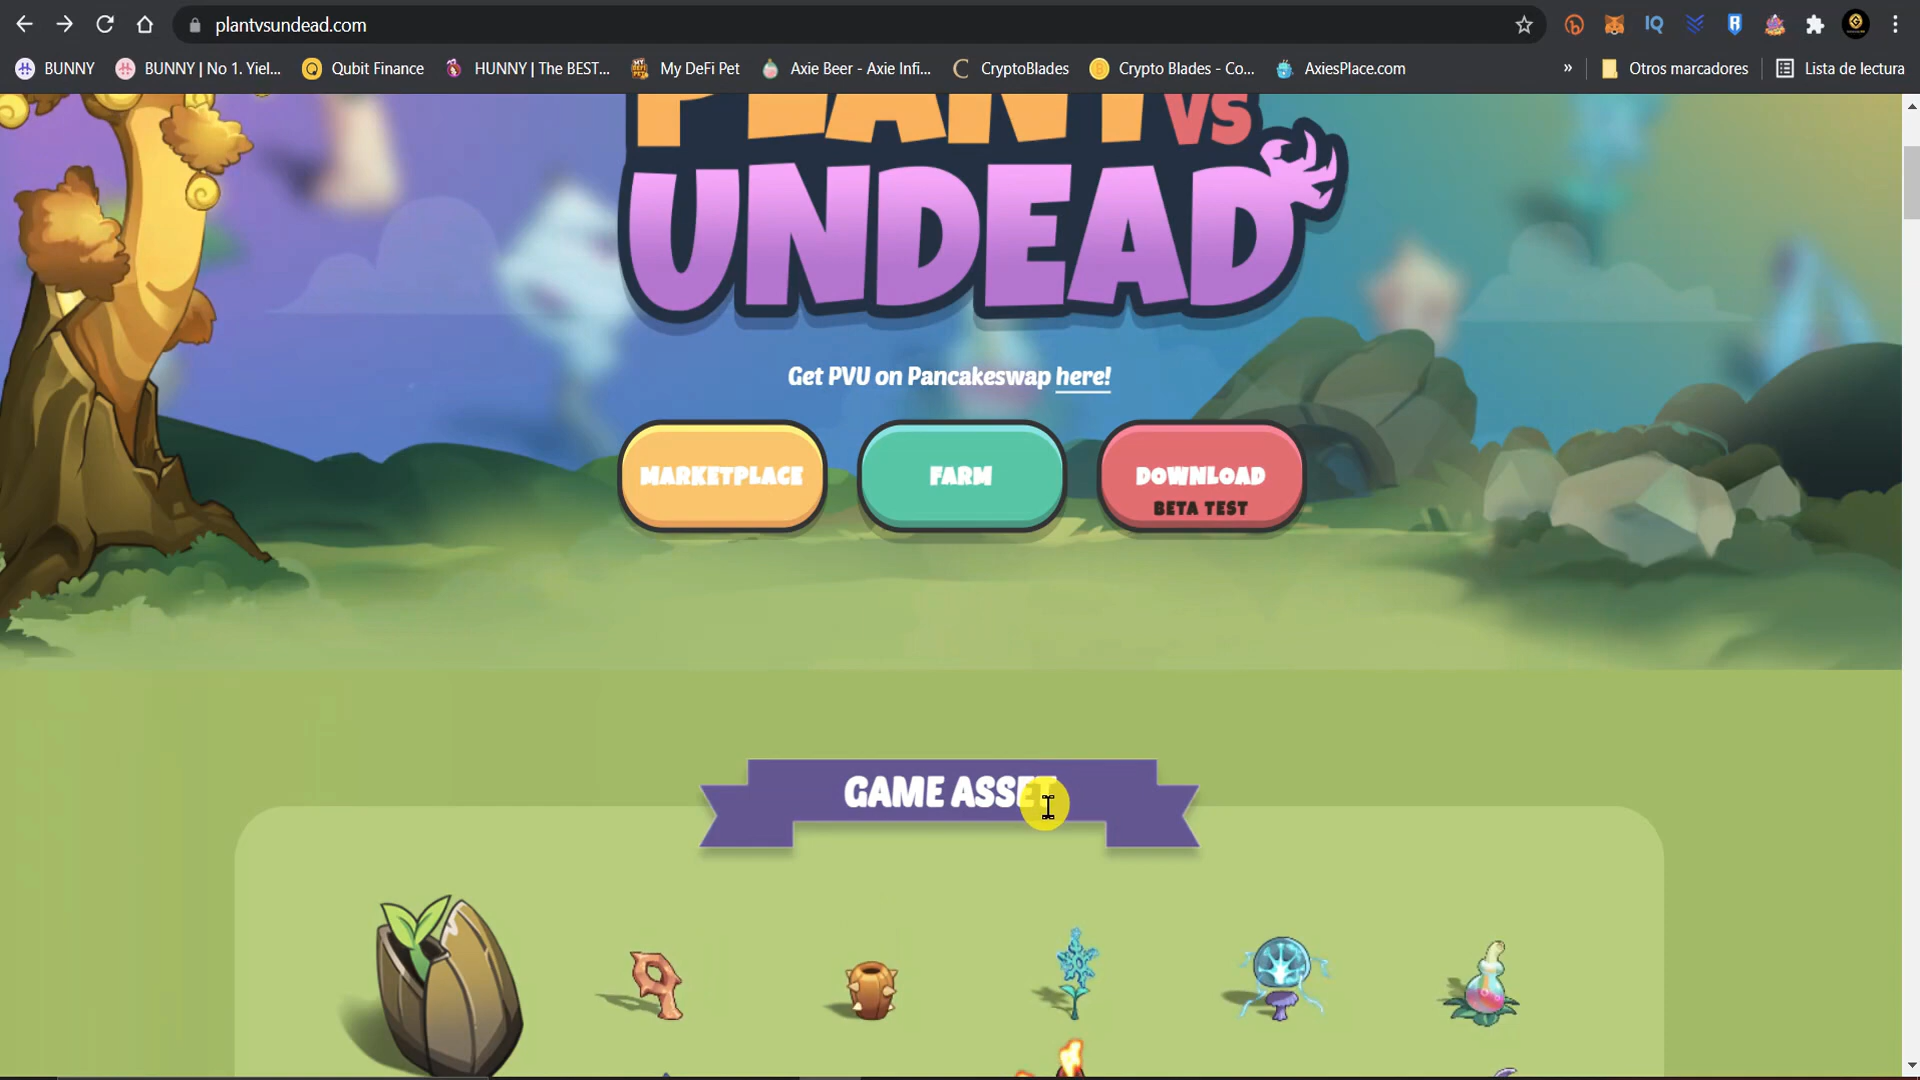 plantvsundead.com
BUNNY
BUNNY | No 1. Yiel...
Qubit Finance
HUNNY | The BEST...
My DeFi Pet
Axie Beer - Axie Infi...
CryptoBlades
Crypto Blades - Co...
AxiesPlace.com
»
Otros marcadores
Lista de lectura
PLANT VS
UNDEAD
Get PVU on Pancakeswap here!
MARKETPLACE
FARM
DOWNLOAD
BETA TEST
GAME ASSET